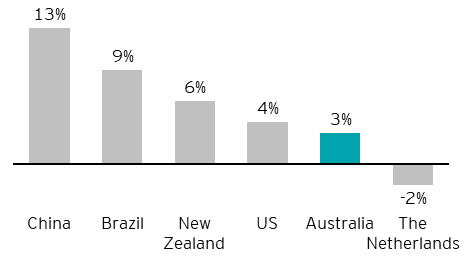 13%
9%
6%
4%
3%
-2%
China
Brazil
New
Zealand
US
Australia
The
Netherlands